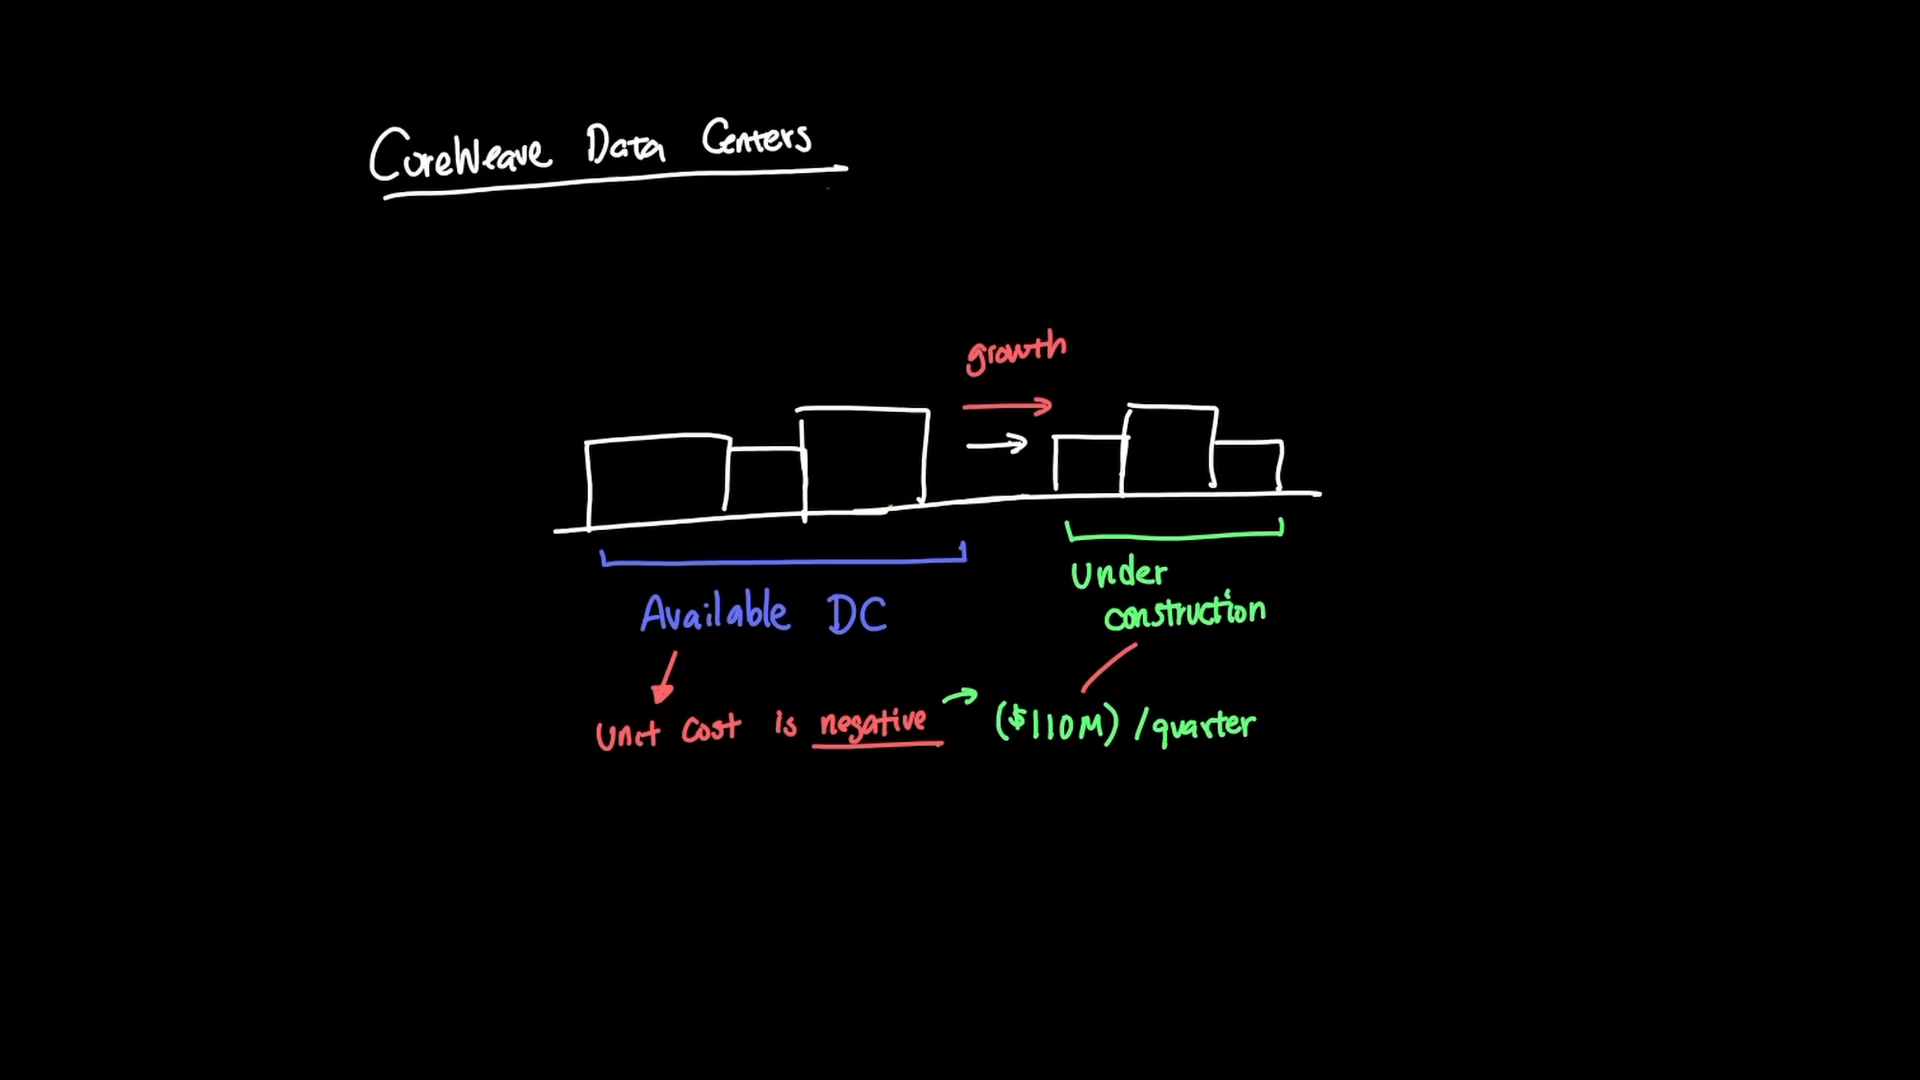 CoreWeave Data Centers
growth
Available DC
Under
construction
Unit Cost is negative
($110M) /quarter